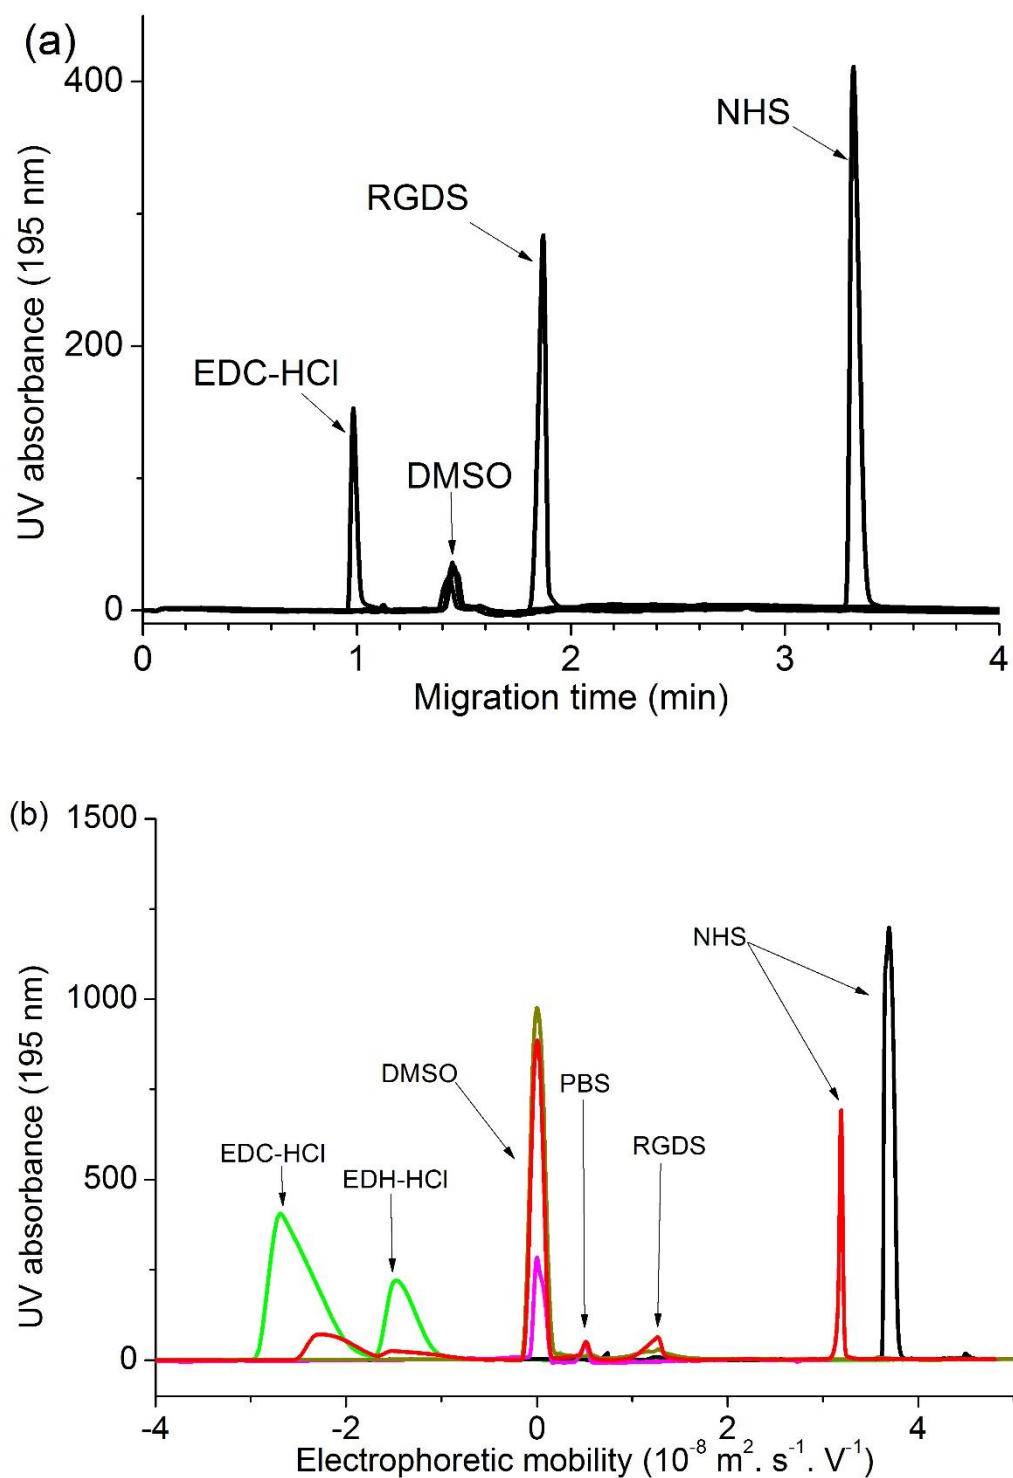 (a)
UV absorbance (195 nm)
400
200
0
EDC-HCl
DMSO
RGDS
NHS
0 1 2 3 4
Migration time (min)
(b)
UV absorbance (195 nm)
1500
1000
500
0
EDC-HCl
EDH-HCl
DMSO
PBS
RGDS
NHS
-4 -2 0 2 4
Electrophoretic mobility (10⁻⁸ m². s⁻¹. V⁻¹)